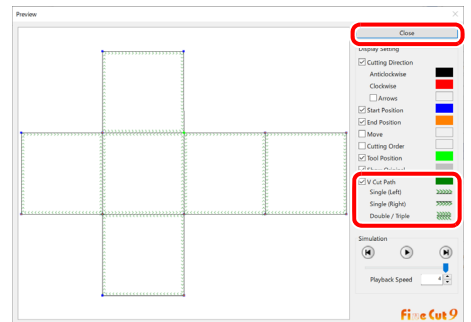 Preview
Close
Display Setting
Cutting Direction
Anticlockwise
Clockwise
Arrows
Start Position
End Position
Move
Cutting Order
Tool Position
V Cut Path
Single (Left)
Single (Right)
Double / Triple
Simulation
Playback Speed
4
Fine Cut 9